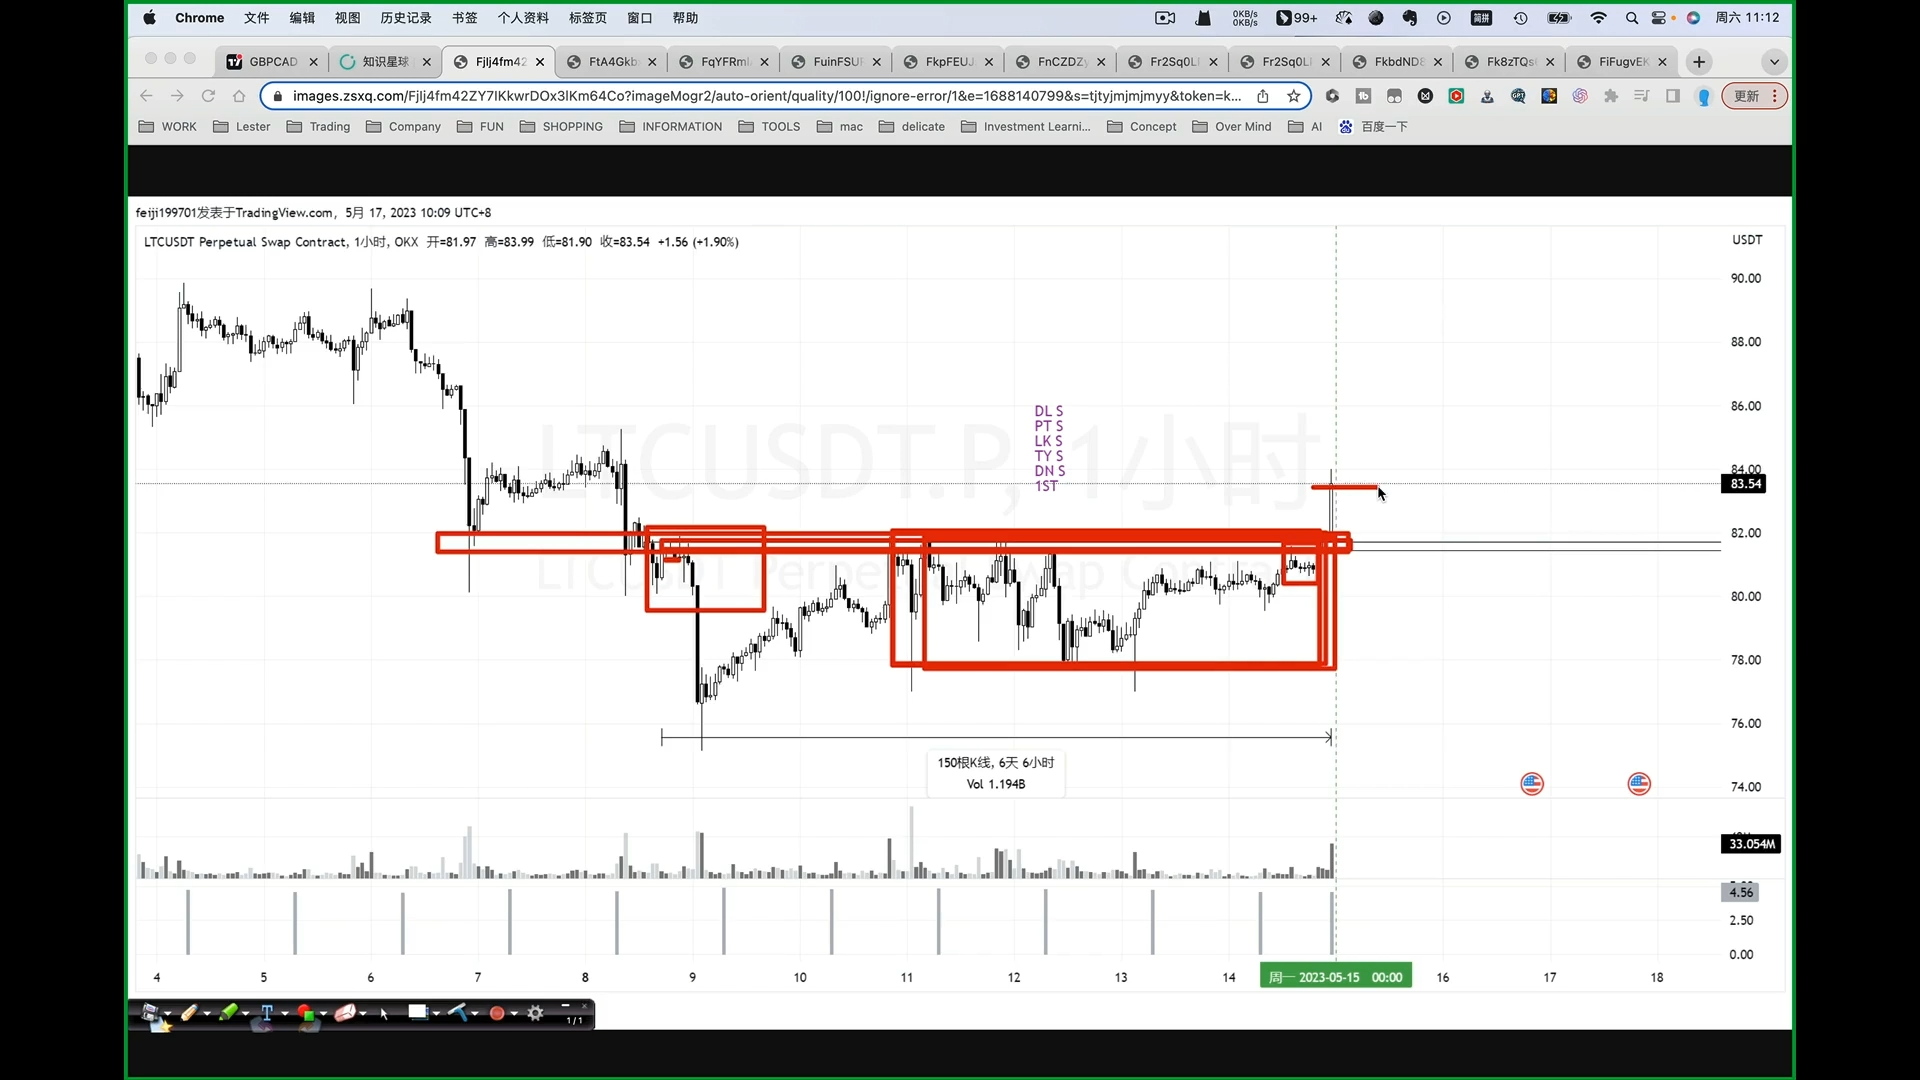 Chrome 文件 编辑 视图 历史记录 书签 个人资料 标签页 窗口 帮助 0KB/s 0KB/s 99+ 简拼 周六 11:12
GBPCAD 知识星球 Fjlj4fm42 FtA4Gkb FqYFRml FuinFSUF FkpFEUJ FnCZDZy Fr2Sq0Ll Fr2Sq0Ll FkbdND8 Fk8zTQs FiFugvEK
images.zsxq.com/Fjlj4fm42ZY7lKkwrDOx3lKm64Co?imageMogr2/auto-orient/quality/100!/ignore-error/1&e=1688140799&s=tjtyjmjmjmyy&token=k... 更新
WORK Lester Trading Company FUN SHOPPING INFORMATION TOOLS mac delicate Investment Learni... Concept Over Mind AI 百度一下
feiji199701发表于TradingView.com, 5月 17, 2023 10:09 UTC+8
LTCUSDT Perpetual Swap Contract, 1小时, OKX 开=81.97 高=83.99 低=81.90 收=83.54 +1.56 (+1.90%)
USDT
90.00
88.00
86.00
84.00
83.54
82.00
80.00
78.00
76.00
74.00
LTCUSDT.P, 1小时
LTCUSDT Perpetual Swap Contract
DL S
PT S
LK S
TY S
DN S
1ST
150根K线, 6天 6小时
Vol 1.194B
33.054M
4.56
2.50
0.00
4 5 6 7 8 9 10 11 12 13 14 周一 2023-05-15 00:00 16 17 18
T
1/1